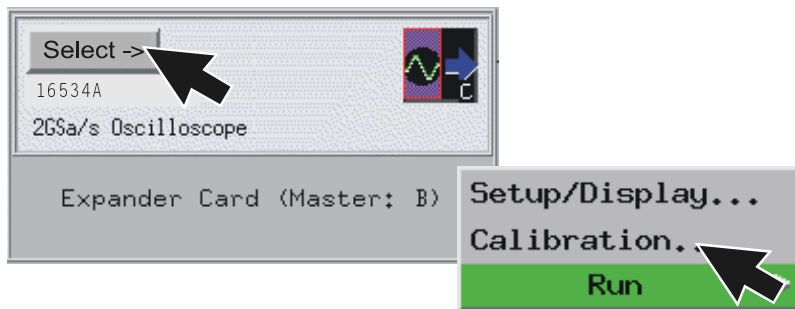 Select ->
16534A
C
2GSa/s Oscilloscope
Expander Card (Master: B)
Setup/Display...
Calibration..
Run